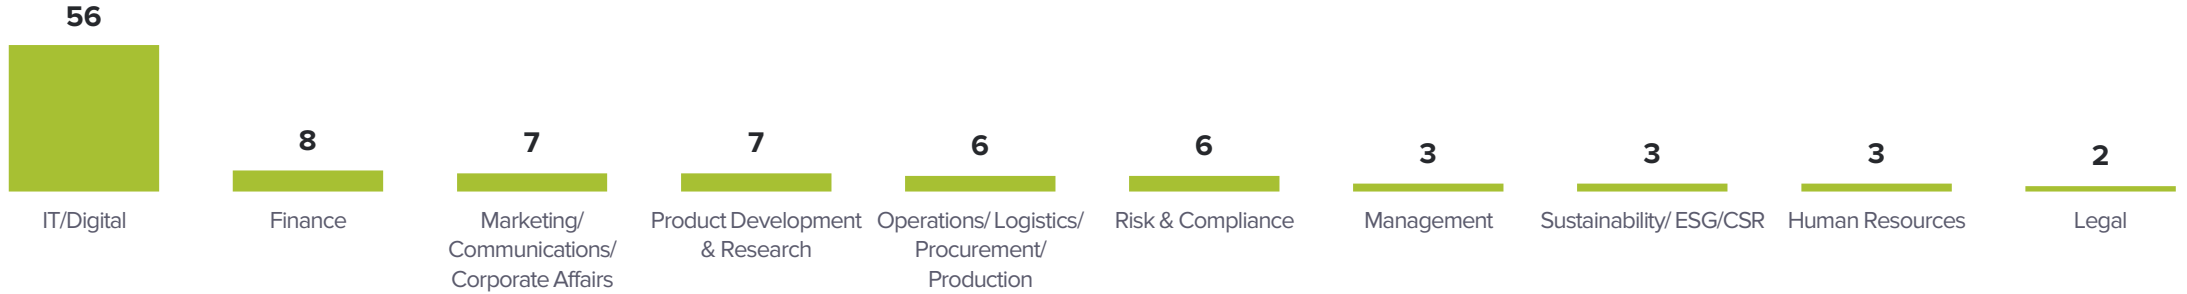 56
8
7
7
6
6
3
3
3
2
IT/Digital
Finance
Marketing/
Communications/
Corporate Affairs
Product Development
& Research
Operations/ Logistics/
Procurement/
Production
Risk & Compliance
Management
Sustainability/ ESG/CSR
Human Resources
Legal